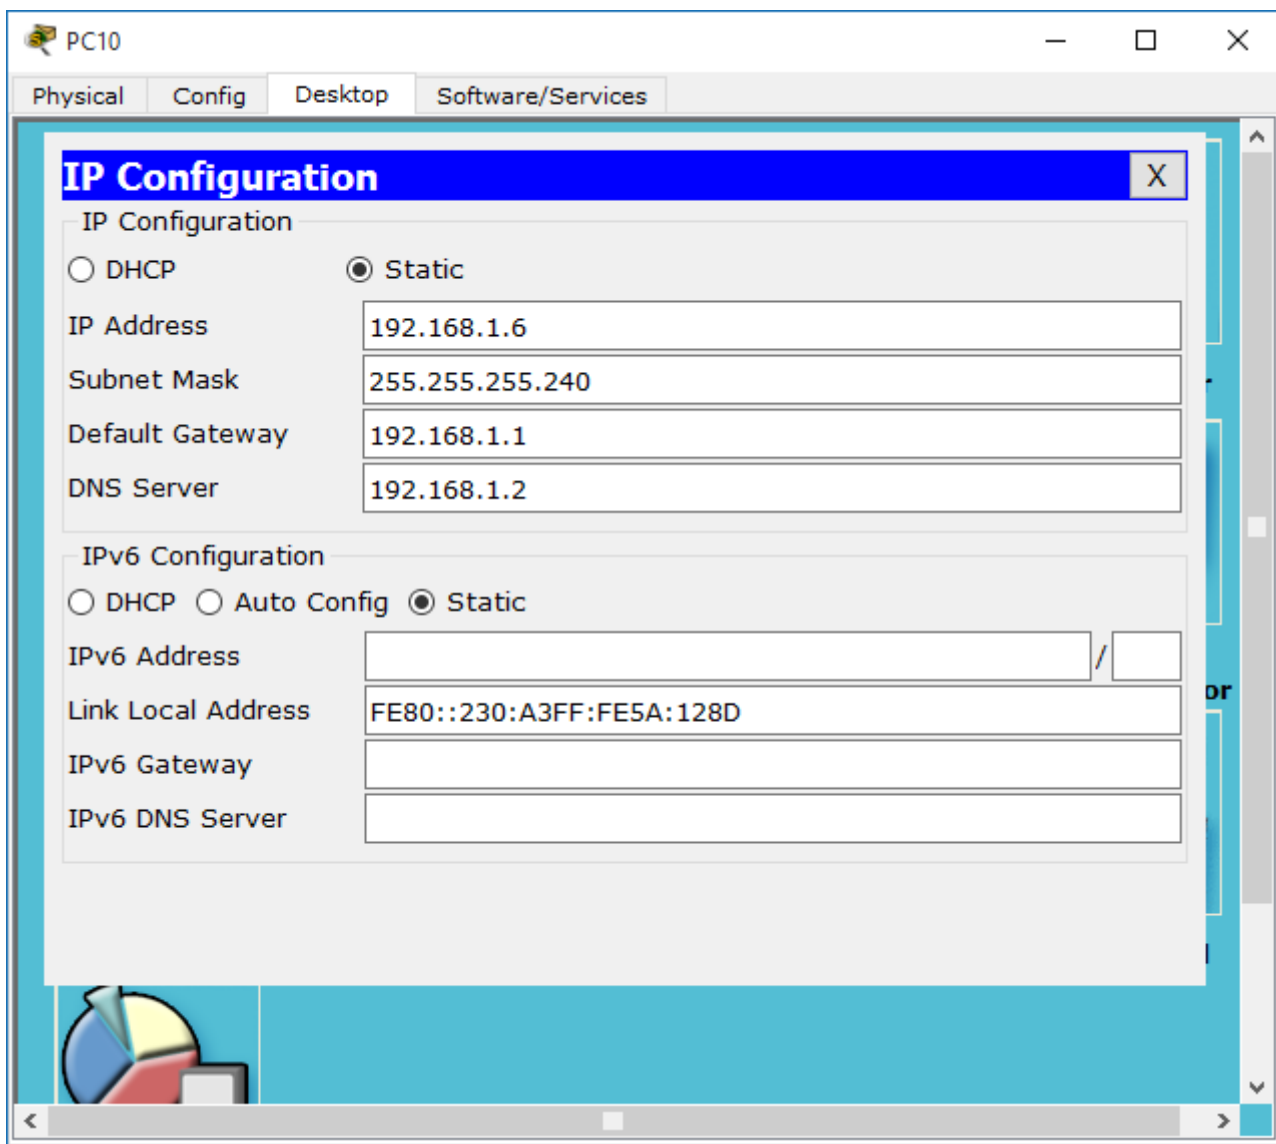 PC10
Physical Config Desktop Software/Services
IP Configuration X
IP Configuration
DHCP Static
IP Address 192.168.1.6
Subnet Mask 255.255.255.240
Default Gateway 192.168.1.1
DNS Server 192.168.1.2
IPv6 Configuration
DHCP Auto Config Static
IPv6 Address /
Link Local Address FE80::230:A3FF:FE5A:128D
IPv6 Gateway
IPv6 DNS Server